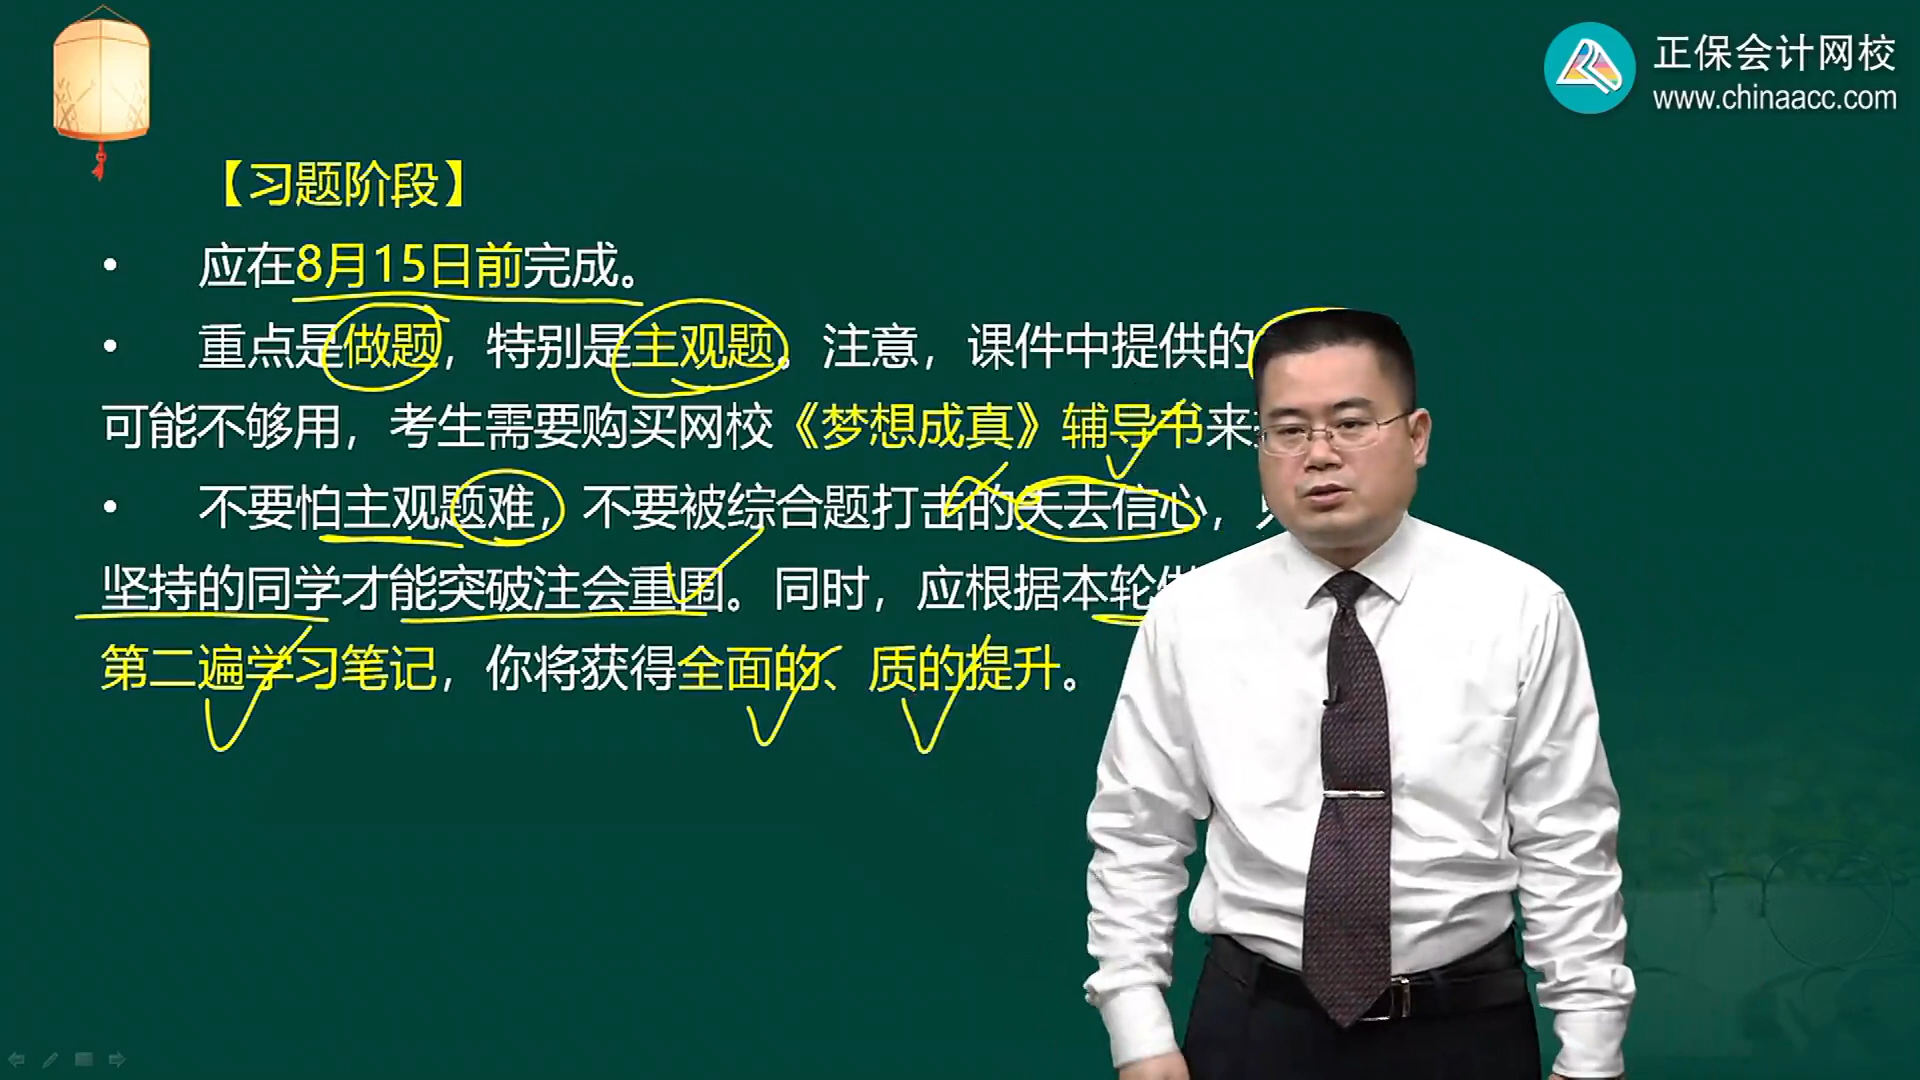 正保会计网校
www.chinaacc.com
【习题阶段】
• 应在8月15日前完成。
• 重点是做题，特别是主观题。注意，课件中提供的
可能不够用，考生需要购买网校《梦想成真》辅导书来
• 不要怕主观题难，不要被综合题打击的失去信心，
坚持的同学才能突破注会重围。同时，应根据本轮
第二遍学习笔记，你将获得全面的、质的提升。